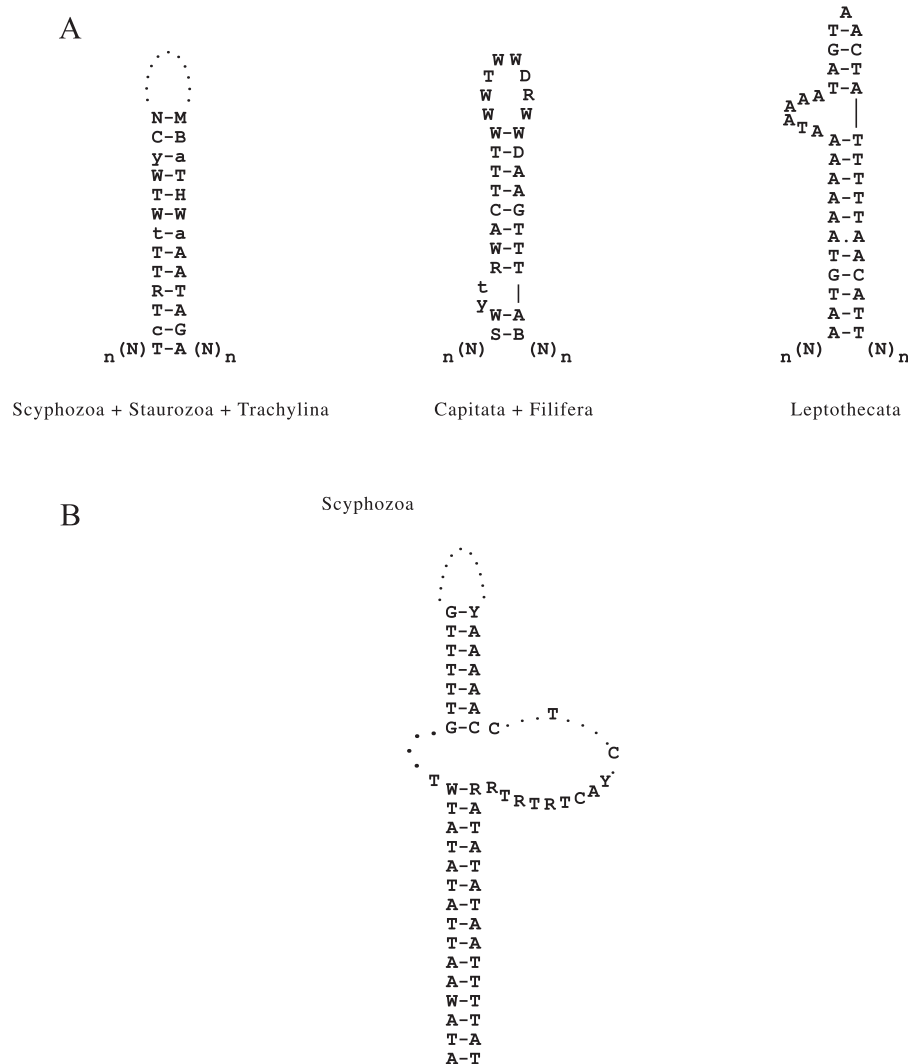 A
N-M
C-B
y-a
W-T
T-H
W-W
t-a
T-A
T-A
R-T
T-A
c-G
n(N) T-A (N)n
Scyphozoa + Staurozoa + Trachylina
W W
T D
W R
W W
W-W
T-D
T-A
T-A
C-G
A-T
W-T
R-T
t |
y W-A
n(N) S-B (N)n
Capitata + Filifera
A
T-A
G-C
A-T
A A A T-A
A A T A |
A-T
A-T
A-T
A-T
A-T
A.A
T-A
G-C
T-A
A-T
A-T
n(N) (N)n
Leptothecata
B
Scyphozoa
G-Y
T-A
T-A
T-A
T-A
T-A
G-C C T C
T W-R R T R T R T C A Y
T-A
A-T
T-A
A-T
T-A
A-T
T-A
T-A
A-T
A-T
W-T
A-T
T-A
A-T